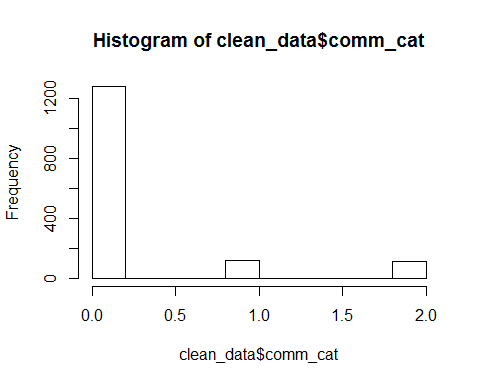 Histogram of clean_data$comm_cat
Frequency
1200
800
400
0
0.0 0.5 1.0 1.5 2.0
clean_data$comm_cat